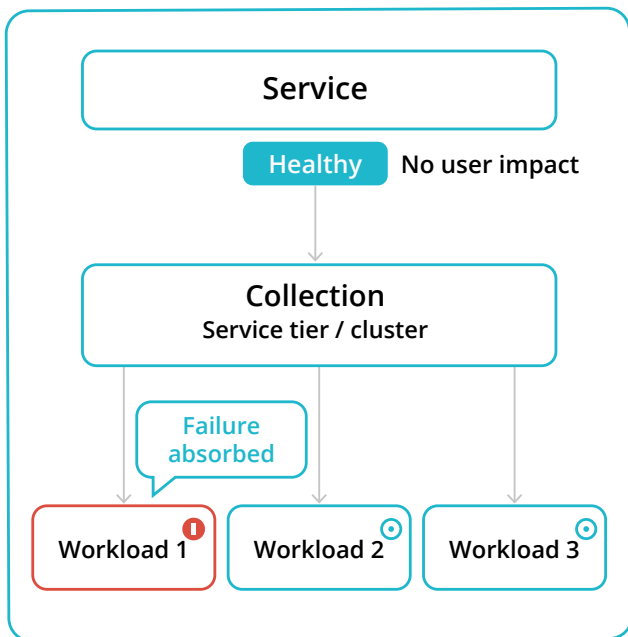 Service
Healthy
No user impact
Collection
Service tier / cluster
Failure
absorbed
Workload 1
Workload 2
Workload 3